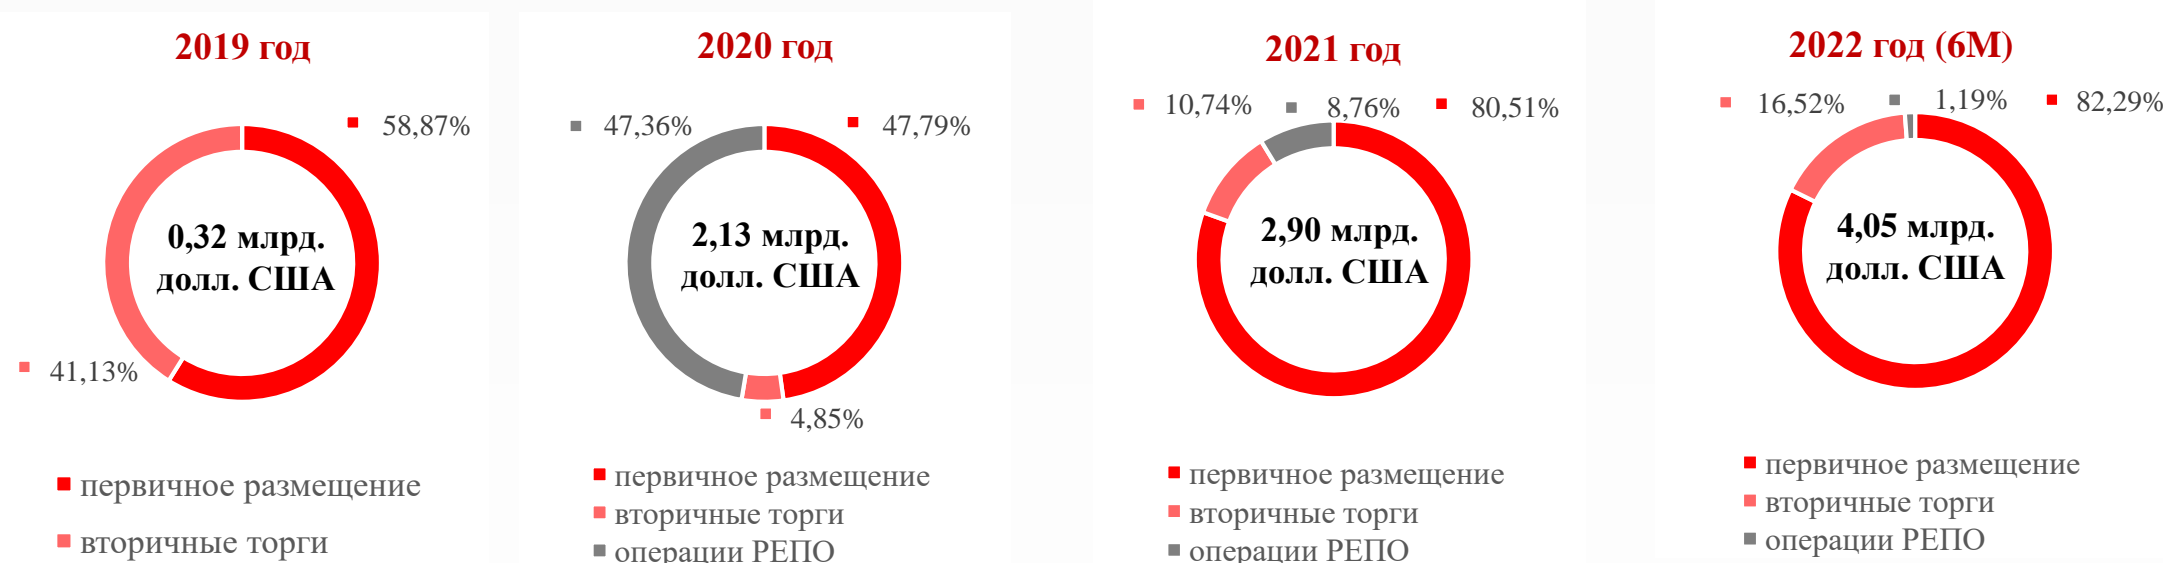 2019 год
58,87%
0,32 млрд.
долл. США
41,13%
первичное размещение
вторичные торги
2020 год
47,36%
47,79%
2,13 млрд.
долл. США
4,85%
первичное размещение
вторичные торги
операции РЕПО
2021 год
10,74%
8,76%
80,51%
2,90 млрд.
долл. США
первичное размещение
вторичные торги
операции РЕПО
2022 год (6М)
16,52%
1,19%
82,29%
4,05 млрд.
долл. США
первичное размещение
вторичные торги
операции РЕПО